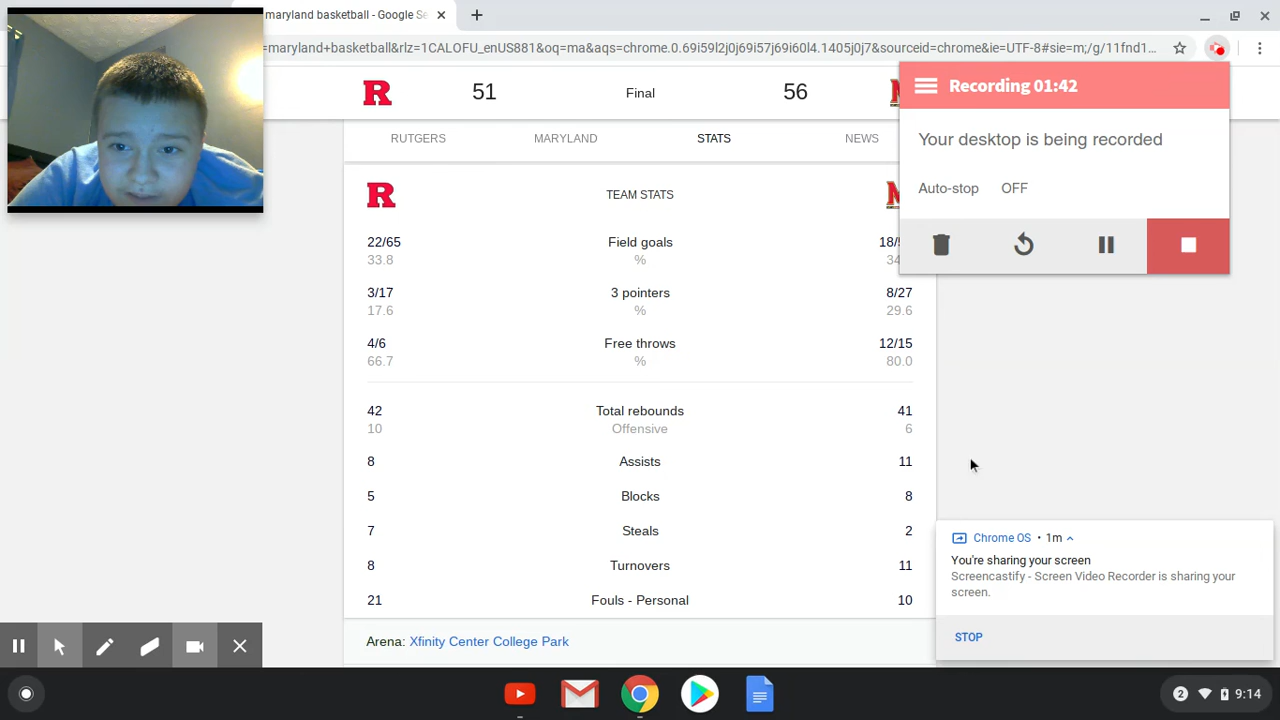 maryland basketball - Google Se
=maryland+basketball&rlz=1CALOFU_enUS881&oq=ma&aqs=chrome.0.69i59l2j0j69i57j69i60l4.1405j0j7&sourceid=chrome&ie=UTF-8#sie=m;/g/11fnd1...
R 51 Final 56 M
Recording 01:42
RUTGERS MARYLAND STATS NEWS
Your desktop is being recorded
Auto-stop OFF
R TEAM STATS M
22/65 Field goals 18/
33.8 % 34
3/17 3 pointers 8/27
17.6 % 29.6
4/6 Free throws 12/15
66.7 % 80.0
42 Total rebounds 41
10 Offensive 6
8 Assists 11
5 Blocks 8
7 Steals 2
8 Turnovers 11
21 Fouls - Personal 10
Arena: Xfinity Center College Park
Chrome OS • 1m
You're sharing your screen
Screencastify - Screen Video Recorder is sharing your
screen.
STOP
2 9:14